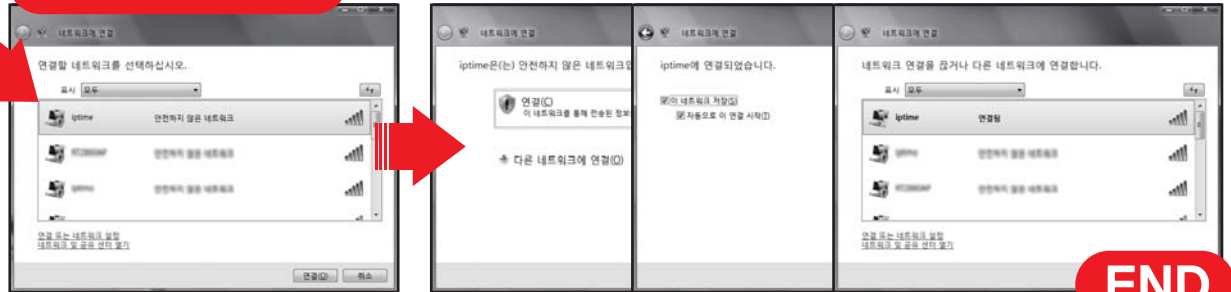 네트워크에 연결
연결할 네트워크를 선택하십시오.
표시 모두
iptime 안전하지 않은 네트워크
연결 또는 네트워크 설정
네트워크 및 공유 센터 열기
연결(O) 취소
네트워크에 연결
iptime은(는) 안전하지 않은 네트워크입
연결(C)
이 네트워크를 통해 전송된 정보
다른 네트워크에 연결(O)
네트워크에 연결
iptime에 연결되었습니다.
이 네트워크 저장(S)
자동으로 이 연결 시작(T)
네트워크에 연결
네트워크 연결을 끊거나 다른 네트워크에 연결합니다.
표시 모두
iptime 연결됨
연결 또는 네트워크 설정
네트워크 및 공유 센터 열기
END